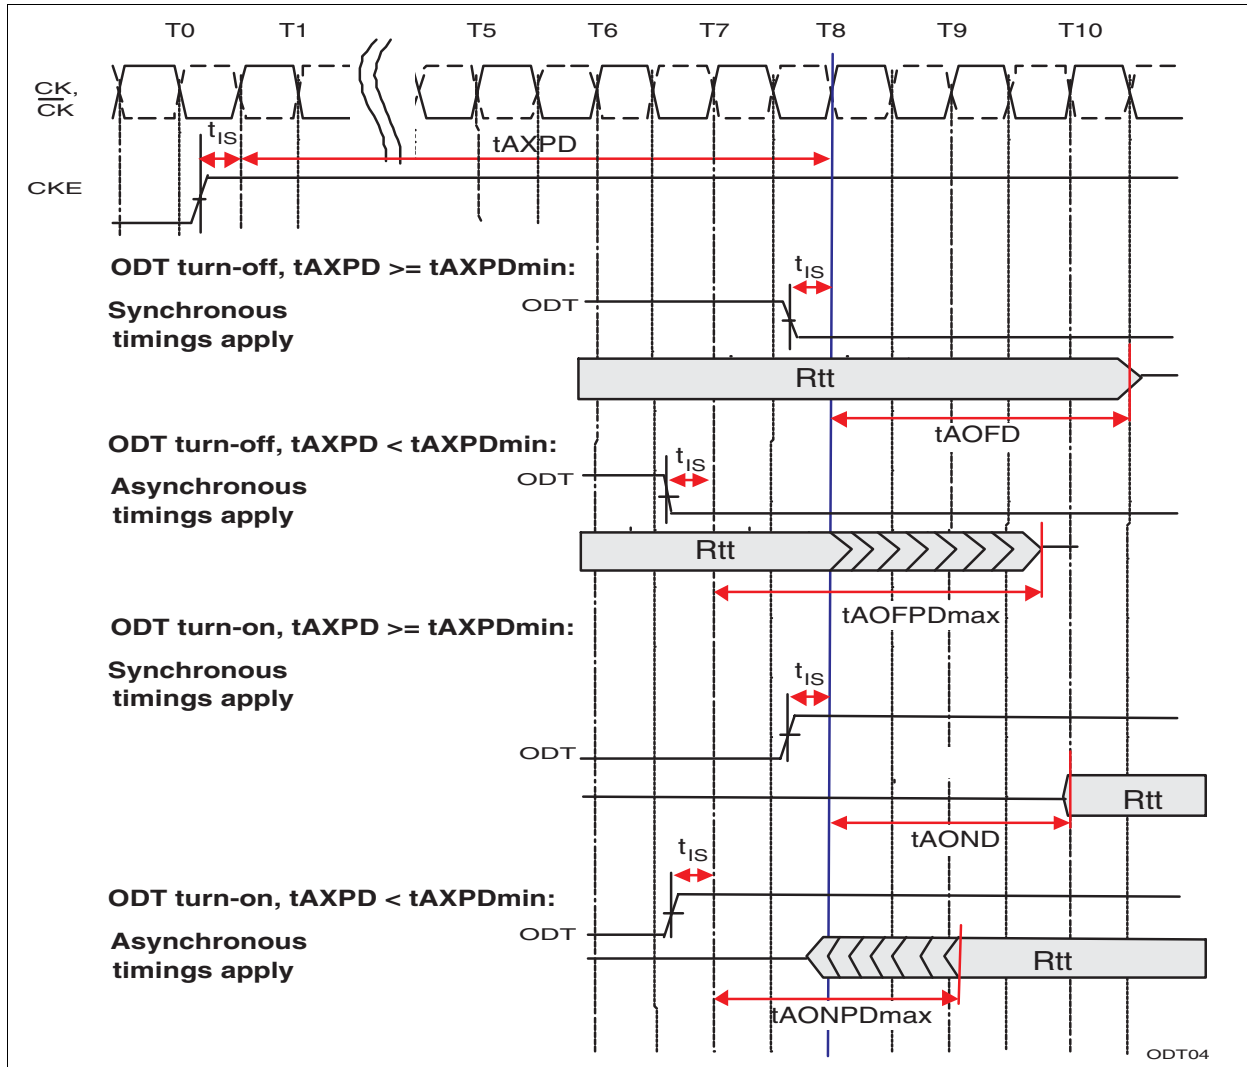 T0 T1 T5 T6 T7 T8 T9 T10
CK,
CK
tIS
tAXPD
CKE
ODT turn-off, tAXPD >= tAXPDmin:
tIS
ODT
Synchronous
timings apply
Rtt
tAOFD
ODT turn-off, tAXPD < tAXPDmin:
tIS
ODT
Asynchronous
timings apply
Rtt
tAOFPDmax
ODT turn-on, tAXPD >= tAXPDmin:
Synchronous
timings apply
tIS
ODT
Rtt
tAOND
tIS
ODT turn-on, tAXPD < tAXPDmin:
ODT
Asynchronous
timings apply
Rtt
tAONPDmax
ODT04